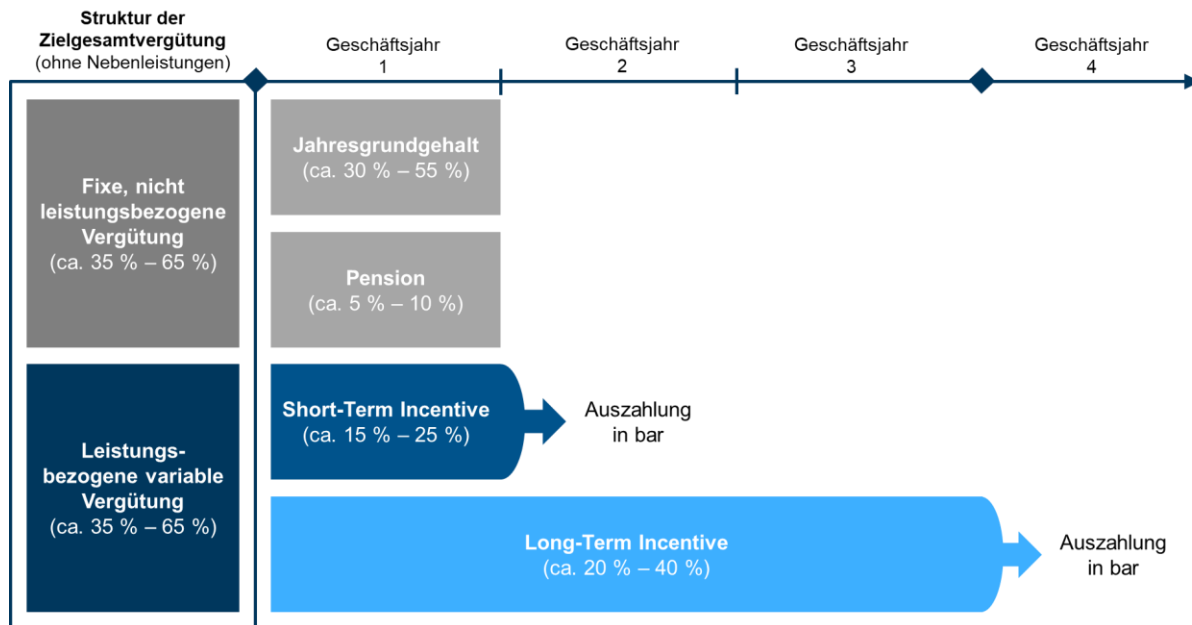 Struktur der
Zielgesamtvergütung
(ohne Nebenleistungen)
Geschäftsjahr
1
Geschäftsjahr
2
Geschäftsjahr
3
Geschäftsjahr
4
Fixe, nicht
leistungsbezogene
Vergütung
(ca. 35 % – 65 %)
Jahresgrundgehalt
(ca. 30 % – 55 %)
Pension
(ca. 5 % – 10 %)
Leistungs-
bezogene variable
Vergütung
(ca. 35 % – 65 %)
Short-Term Incentive
(ca. 15 % – 25 %)
Auszahlung
in bar
Long-Term Incentive
(ca. 20 % – 40 %)
Auszahlung
in bar